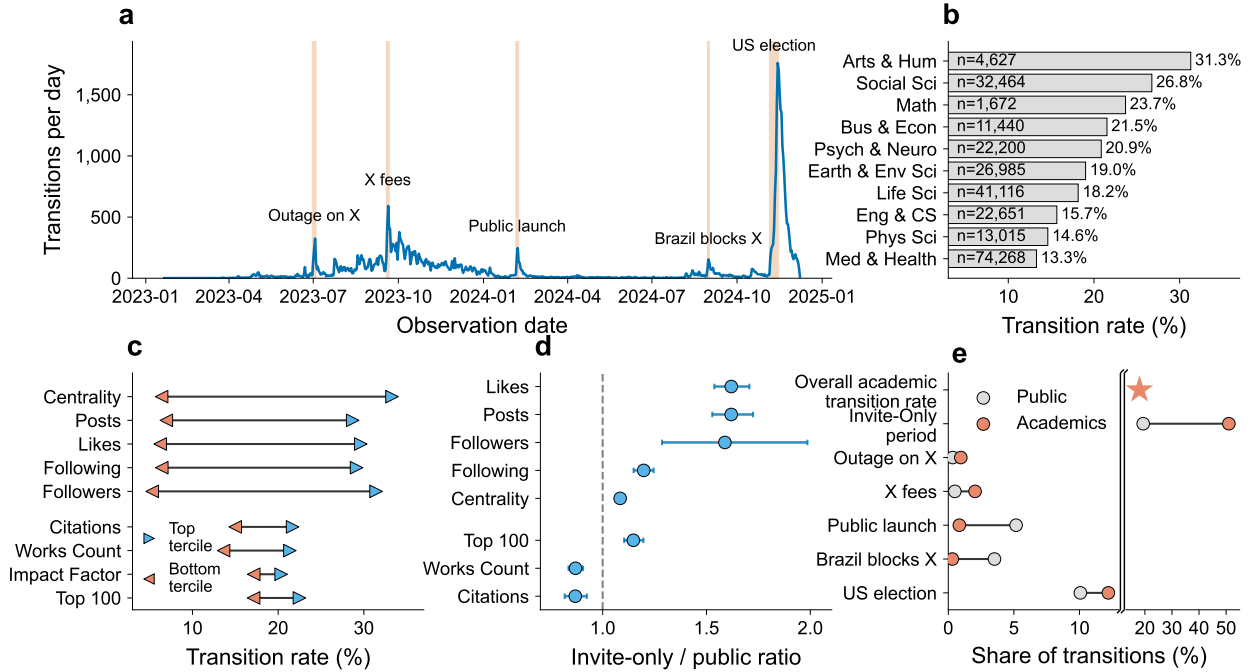 a
Transitions per day
1,500
1,000
500
0
US election
X fees
Outage on X
Public launch
Brazil blocks X
2023-01
2023-04
2023-07
2023-10
2024-01
2024-04
2024-07
2024-10
2025-01
Observation date
b
Arts & Hum n=4,627 31.3%
Social Sci n=32,464 26.8%
Math n=1,672 23.7%
Bus & Econ n=11,440 21.5%
Psych & Neuro n=22,200 20.9%
Earth & Env Sci n=26,985 19.0%
Life Sci n=41,116 18.2%
Eng & CS n=22,651 15.7%
Phys Sci n=13,015 14.6%
Med & Health n=74,268 13.3%
10 20 30
Transition rate (%)
c
Centrality
Posts
Likes
Following
Followers
Citations
Works Count
Impact Factor
Top 100
Top
tercile
Bottom
tercile
10 20 30
Transition rate (%)
d
Likes
Posts
Followers
Following
Centrality
Top 100
Works Count
Citations
1.0 1.5 2.0
Invite-only / public ratio
e
Overall academic
transition rate
Invite-Only
period
Outage on X
X fees
Public launch
Brazil blocks X
US election
Public
Academics
0 5 10 20 30 40 50
Share of transitions (%)